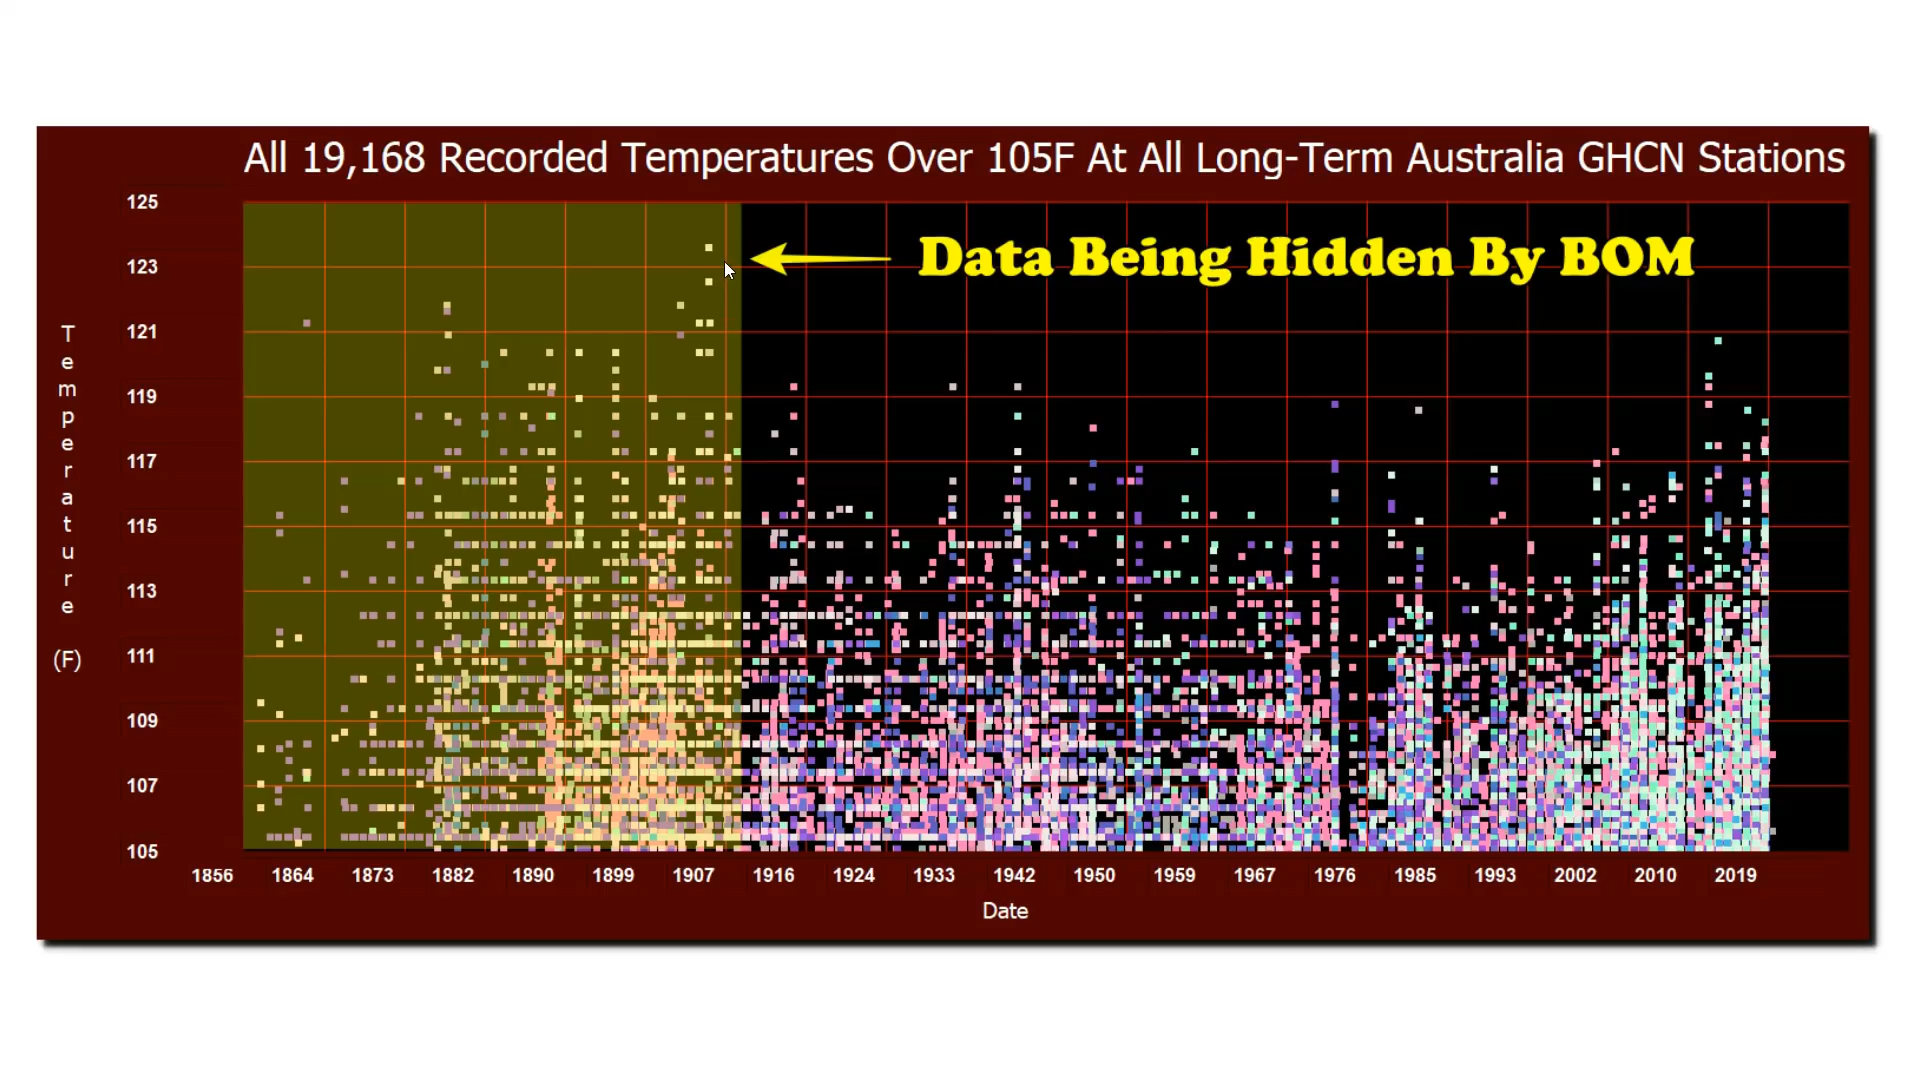 All 19,168 Recorded Temperatures Over 105F At All Long-Term Australia GHCN Stations
125
Data Being Hidden By BOM
123
121
119
117
115
113
111
109
107
105
Temperature
(F)
1856 1864 1873 1882 1890 1899 1907 1916 1924 1933 1942 1950 1959 1967 1976 1985 1993 2002 2010 2019
Date